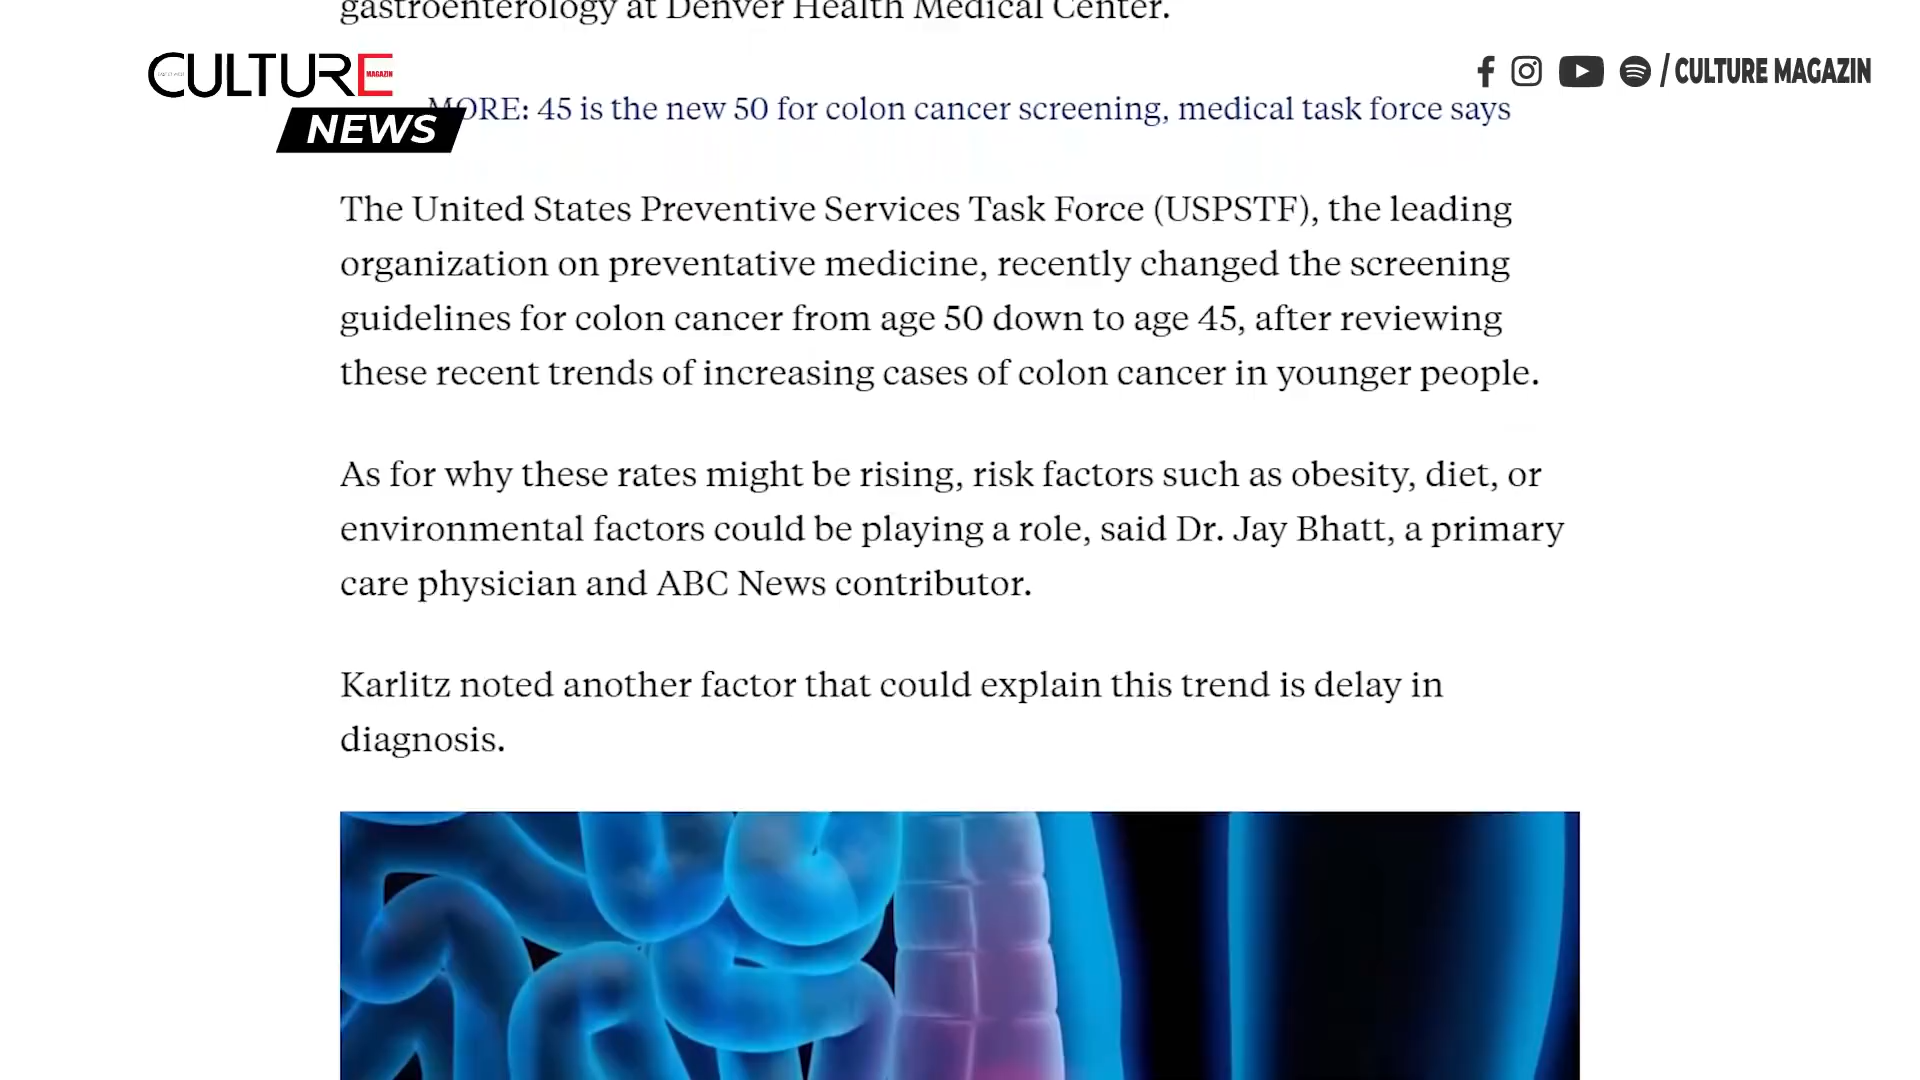 gastroenterology at Denver Health Medical Center.
CULTURE
MAGAZIN
NEWS
/ CULTURE MAGAZIN
MORE: 45 is the new 50 for colon cancer screening, medical task force says
The United States Preventive Services Task Force (USPSTF), the leading
organization on preventative medicine, recently changed the screening
guidelines for colon cancer from age 50 down to age 45, after reviewing
these recent trends of increasing cases of colon cancer in younger people.
As for why these rates might be rising, risk factors such as obesity, diet, or
environmental factors could be playing a role, said Dr. Jay Bhatt, a primary
care physician and ABC News contributor.
Karlitz noted another factor that could explain this trend is delay in
diagnosis.